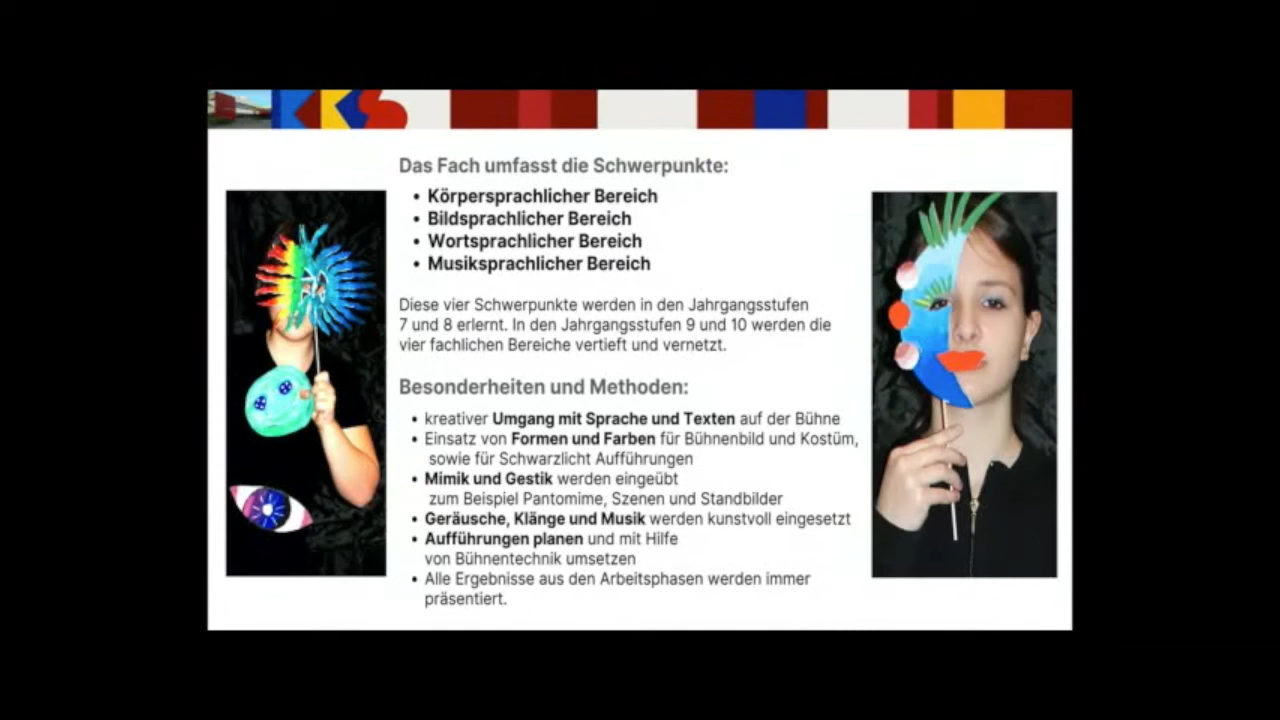 KKS
Das Fach umfasst die Schwerpunkte:
• Körpersprachlicher Bereich
• Bildsprachlicher Bereich
• Wortsprachlicher Bereich
• Musiksprachlicher Bereich
Diese vier Schwerpunkte werden in den Jahrgangsstufen
7 und 8 erlernt. In den Jahrgangsstufen 9 und 10 werden die
vier fachlichen Bereiche vertieft und vernetzt.
Besonderheiten und Methoden:
• kreativer Umgang mit Sprache und Texten auf der Bühne
• Einsatz von Formen und Farben für Bühnenbild und Kostüm,
sowie für Schwarzlicht Aufführungen
• Mimik und Gestik werden eingeübt
zum Beispiel Pantomime, Szenen und Standbilder
• Geräusche, Klänge und Musik werden kunstvoll eingesetzt
• Aufführungen planen und mit Hilfe
von Bühnentechnik umsetzen
• Alle Ergebnisse aus den Arbeitsphasen werden immer
präsentiert.